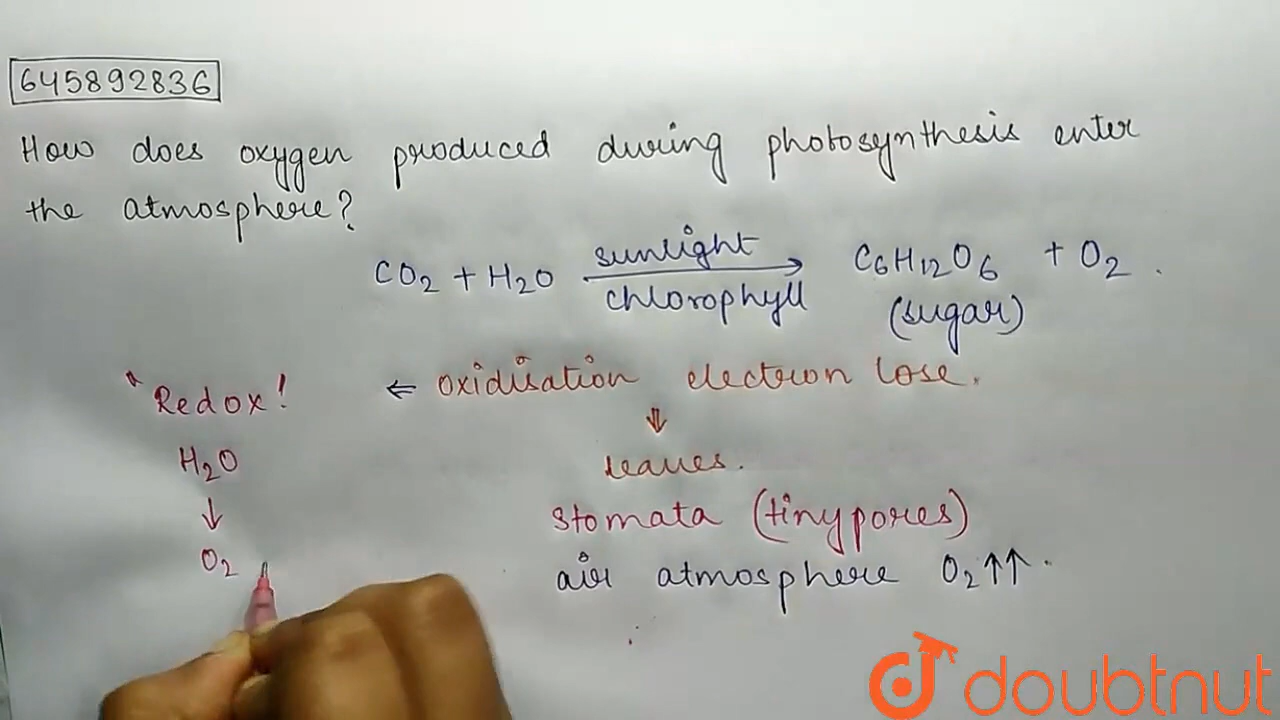 645892836
How does oxygen produced during photosynthesis enter
the atmosphere?
sunlight
CO2 + H2O → C6H12O6 + O2.
chlorophyll (sugar)
"Redox! ⇐ oxidisation electron lose.
⇓
H2O leaves.
↓ stomata (tiny pores)
O2 air atmosphere O2↑↑.
doubtnut